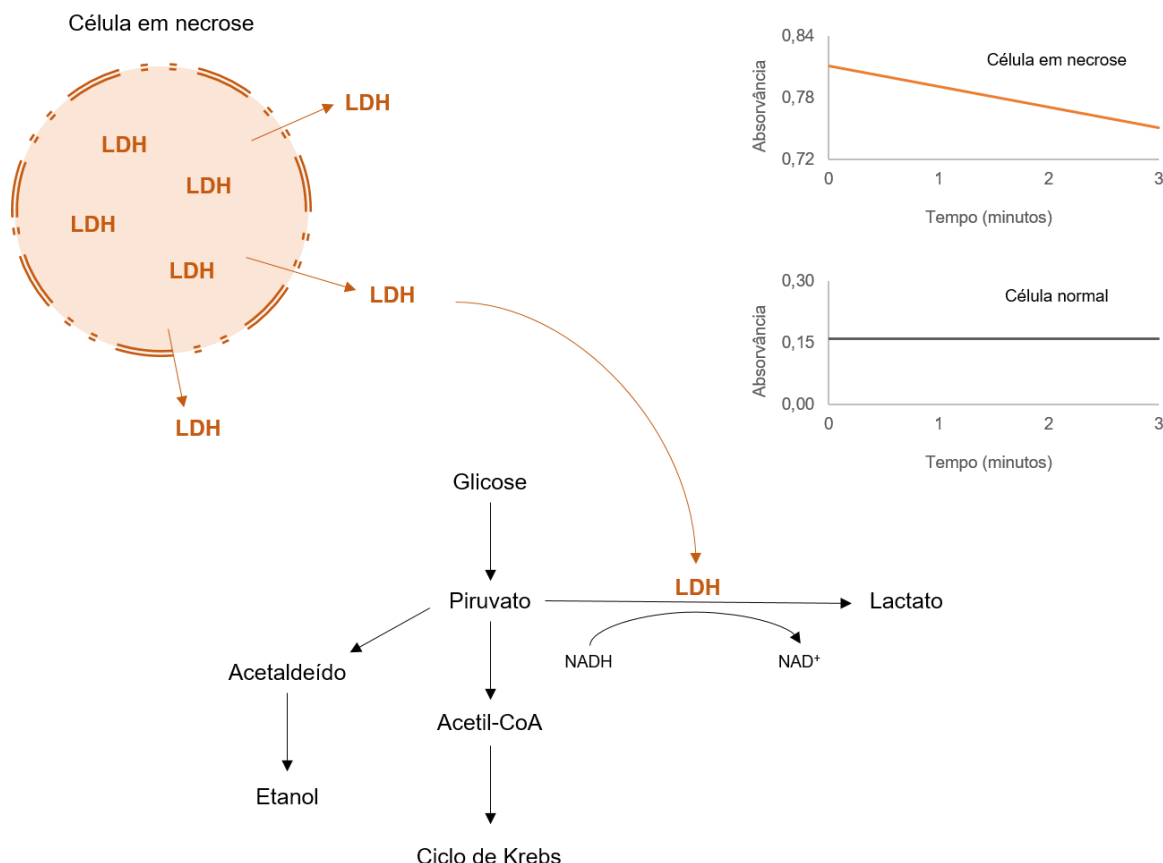 Célula em necrose
LDH
LDH
LDH
LDH
LDH
LDH
LDH
0,84
0,78
0,72
Absorvância
Célula em necrose
0
1
2
3
Tempo (minutos)
0,30
0,15
0,00
Absorvância
Célula normal
0
1
2
3
Tempo (minutos)
Glicose
Piruvato
LDH
Lactato
NADH
NAD⁺
Acetaldeído
Acetil-CoA
Etanol
Ciclo de Krebs